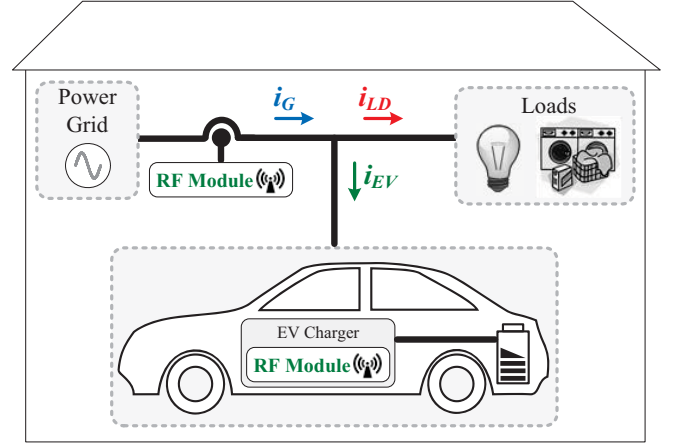 Power
Grid
i_G
i_LD
Loads
RF Module
i_EV
EV Charger
RF Module